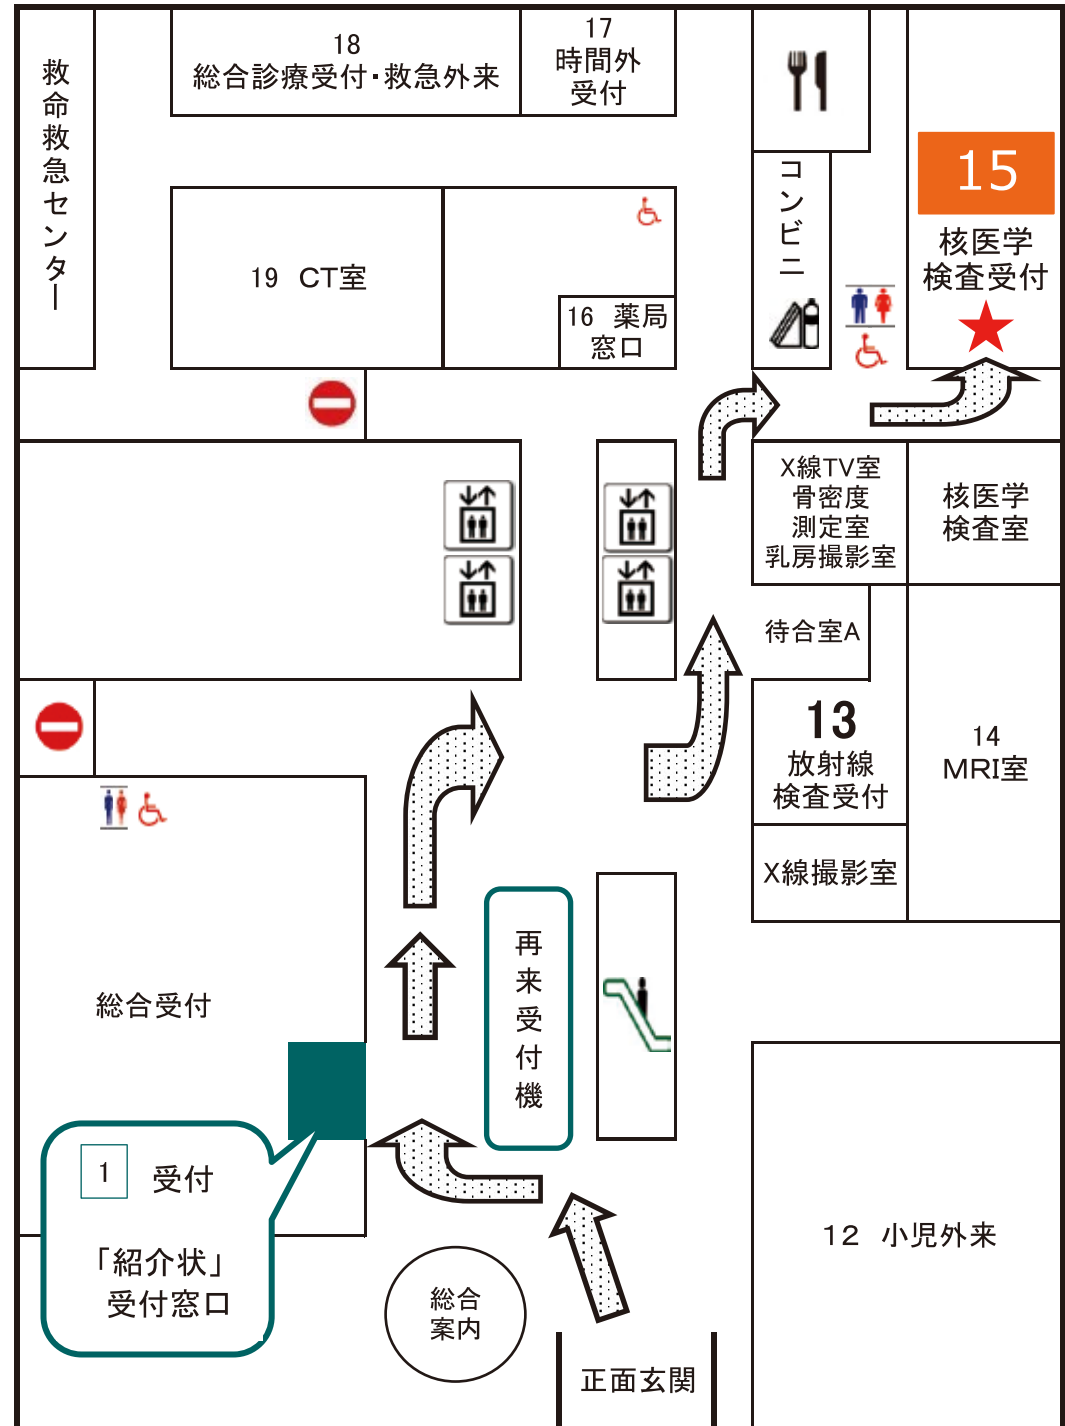 救命救急センター
18
総合診療受付・救急外来
17
時間外
受付
コンビニ
15
核医学
検査受付
19 CT室
16 薬局
窓口
X線TV室
骨密度
測定室
乳房撮影室
核医学
検査室
待合室A
13
放射線
検査受付
14
MRI室
X線撮影室
再来受付機
総合受付
1 受付
「紹介状」
受付窓口
12 小児外来
総合
案内
正面玄関